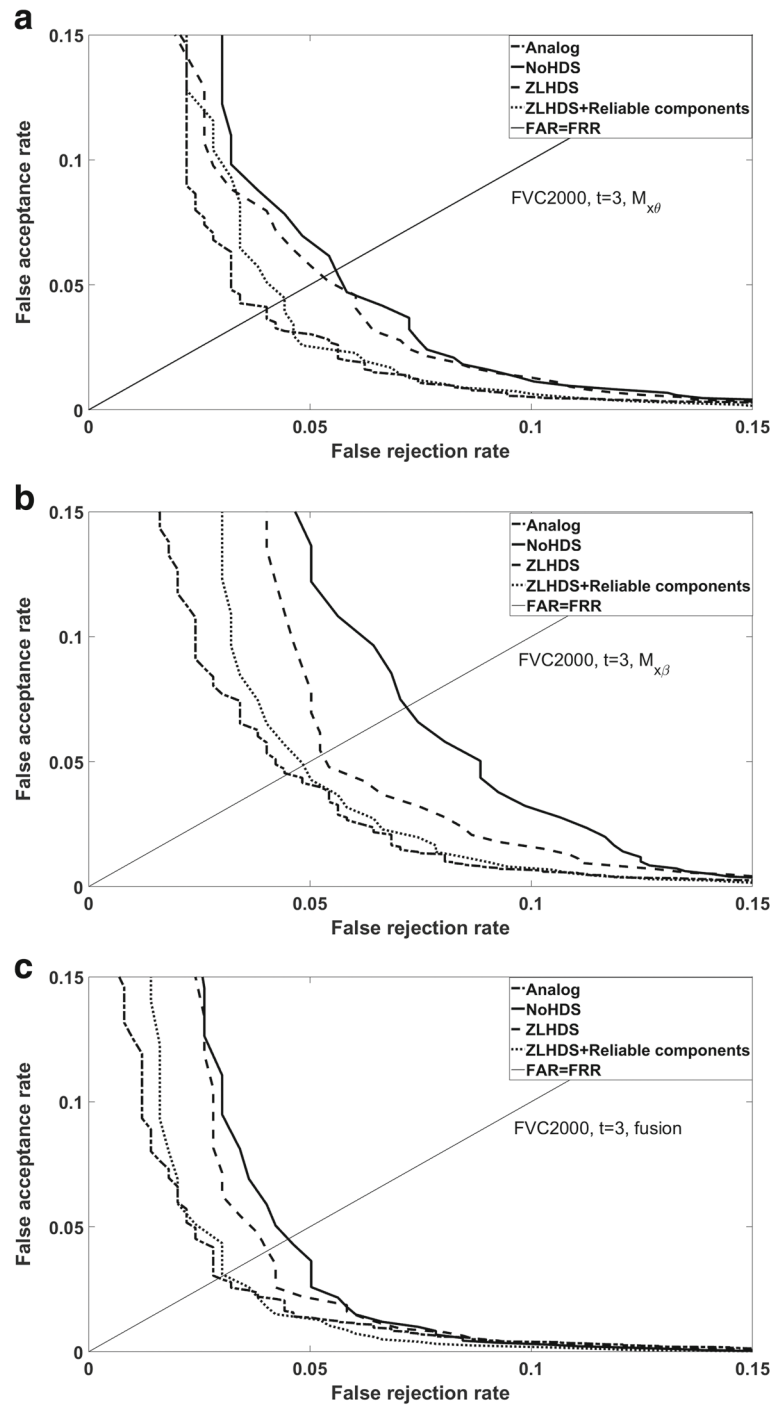 a
0.15
0.1
0.05
0
0
0.05
0.1
0.15
False acceptance rate
False rejection rate
Analog
NoHDS
ZLHDS
ZLHDS+Reliable components
FAR=FRR
FVC2000, t=3, Mxθ
b
0.15
0.1
0.05
0
0
0.05
0.1
0.15
False acceptance rate
False rejection rate
Analog
NoHDS
ZLHDS
ZLHDS+Reliable components
FAR=FRR
FVC2000, t=3, Mxβ
c
0.15
0.1
0.05
0
0
0.05
0.1
0.15
False acceptance rate
False rejection rate
Analog
NoHDS
ZLHDS
ZLHDS+Reliable components
FAR=FRR
FVC2000, t=3, fusion